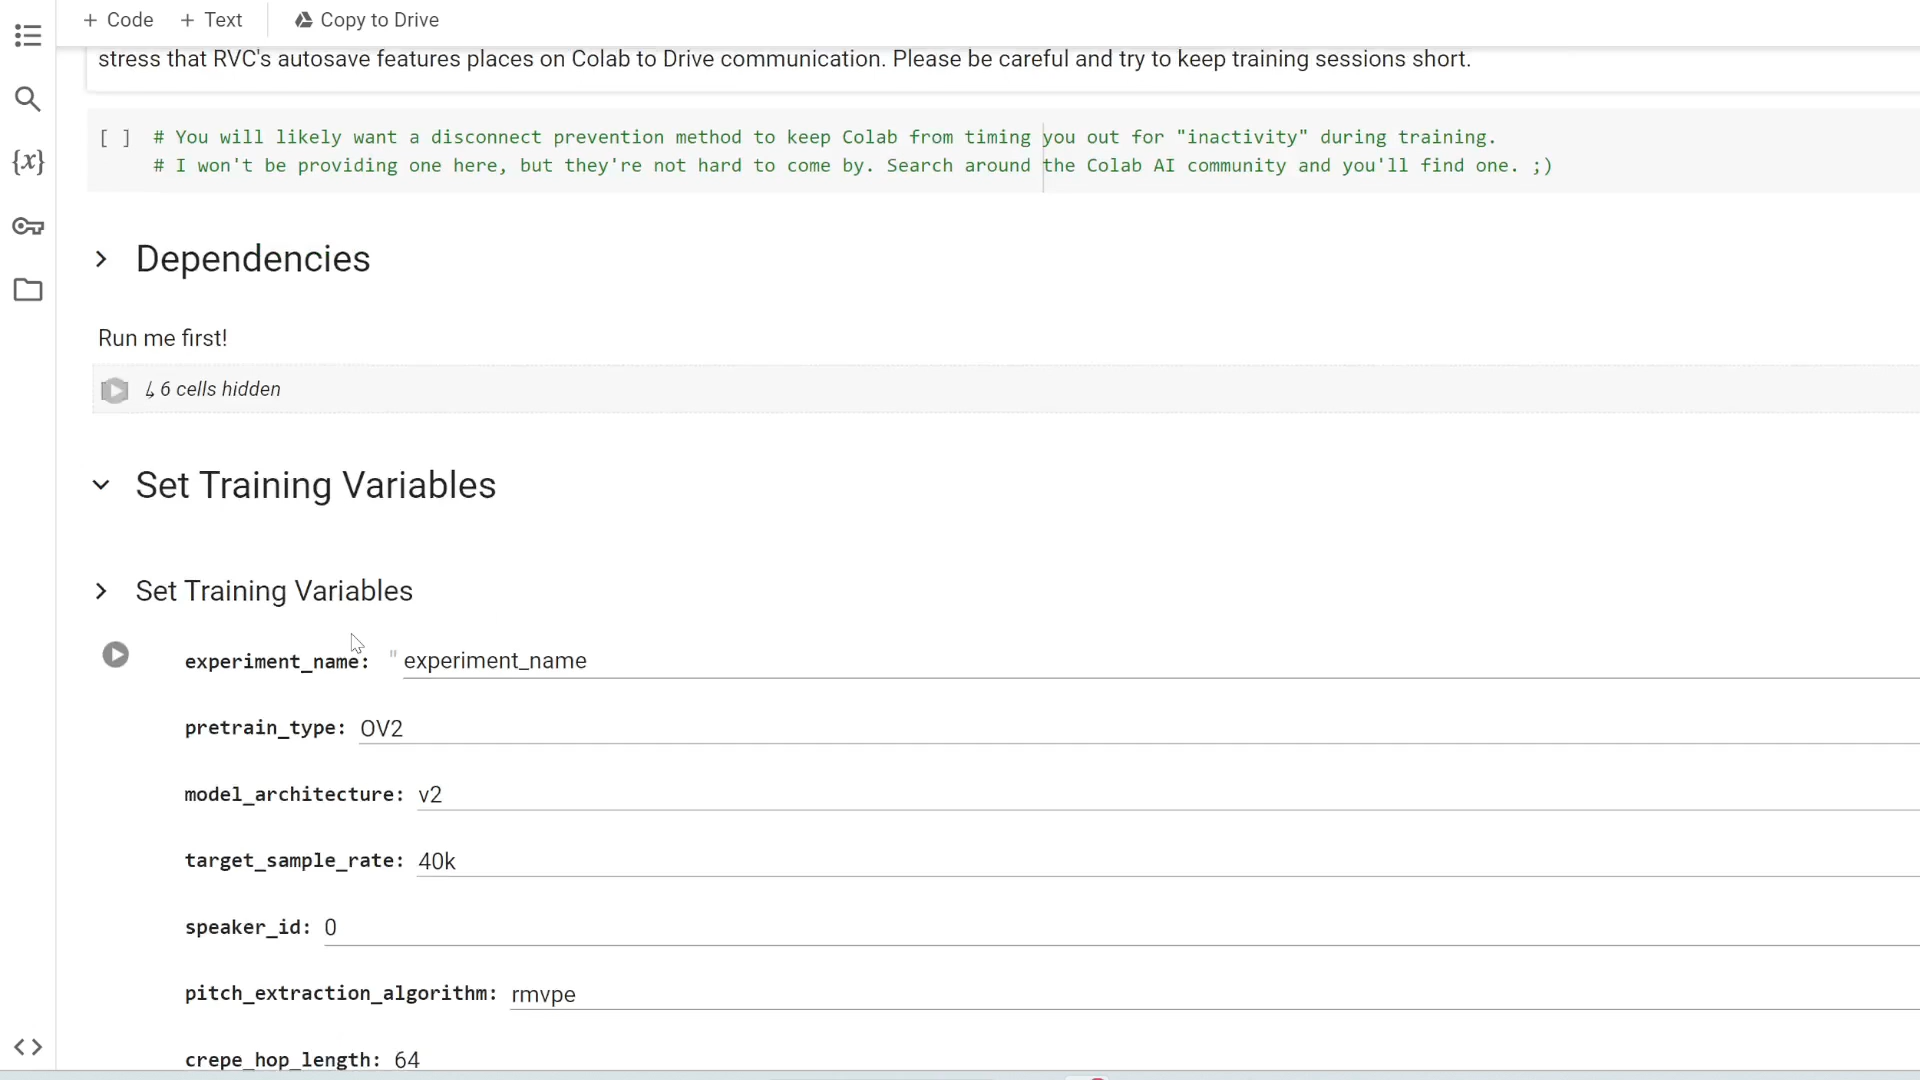 + Code + Text Copy to Drive
stress that RVC's autosave features places on Colab to Drive communication. Please be careful and try to keep training sessions short.
[ ] # You will likely want a disconnect prevention method to keep Colab from timing you out for "inactivity" during training.
# I won't be providing one here, but they're not hard to come by. Search around the Colab AI community and you'll find one. ;)
{x}
Dependencies
Run me first!
↳ 6 cells hidden
Set Training Variables
Set Training Variables
experiment_name: " experiment_name
pretrain_type: OV2
model_architecture: v2
target_sample_rate: 40k
speaker_id: 0
pitch_extraction_algorithm: rmvpe
crepe_hop_length: 64